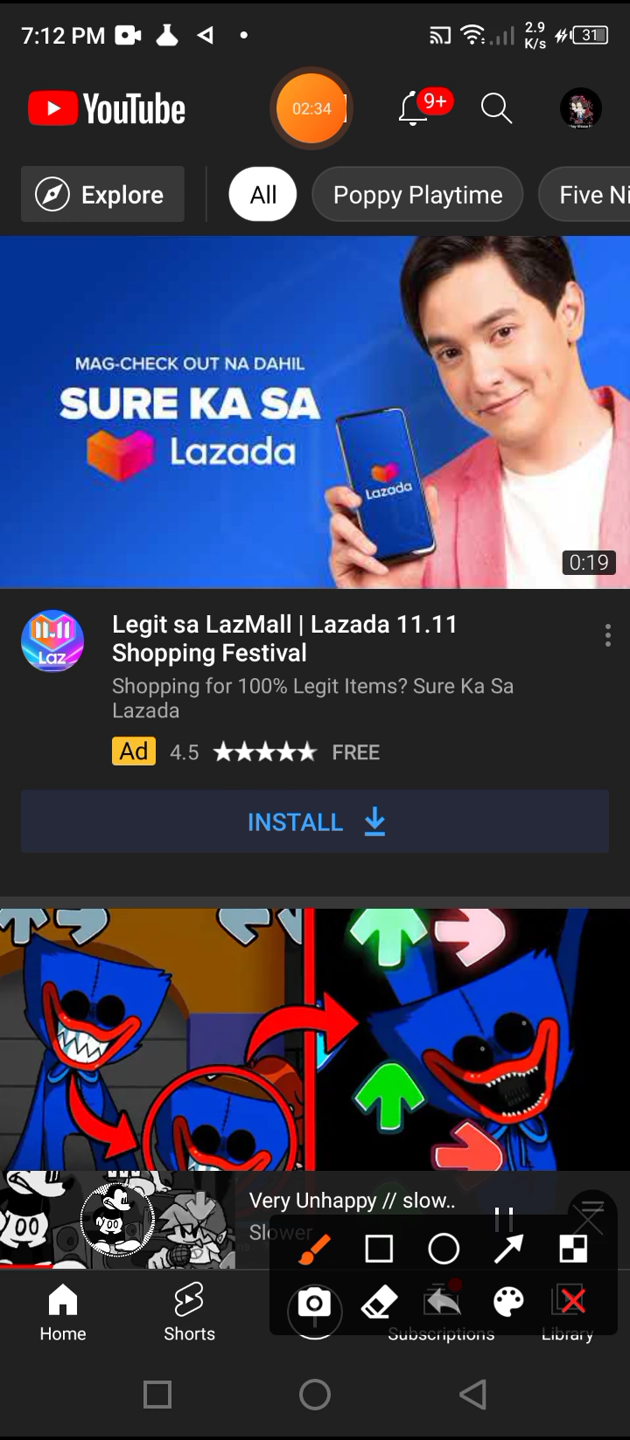 7:12 PM
2.9
K/s
31
YouTube
02:34
9+
Explore
All
Poppy Playtime
Five Ni
MAG-CHECK OUT NA DAHIL
SURE KA SA
Lazada
Lazada
0:19
11.11
Laz
Legit sa LazMall | Lazada 11.11
Shopping Festival
Shopping for 100% Legit Items? Sure Ka Sa
Lazada
Ad 4.5 FREE
INSTALL
Very Unhappy // slow..
Slower
Home
Shorts
Subscriptions
Library